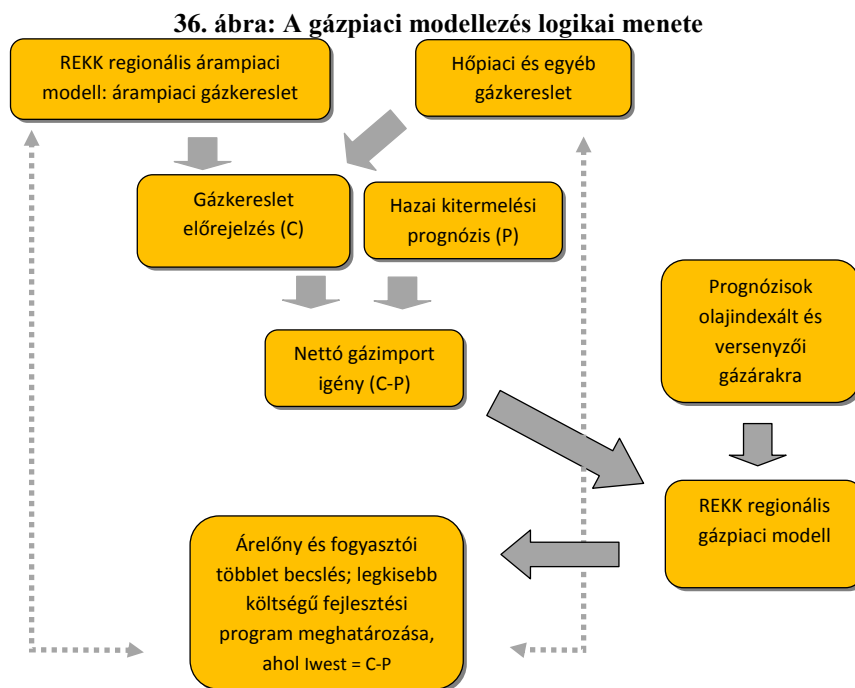 36. ábra: A gázpiaci modellezés logikai menete
REKK regionális árampiaci
modell: árampiaci gázkereslet
Hőpiaci és egyéb
gázkereslet
Gázkereslet
előrejelzés (C)
Hazai kitermelési
prognózis (P)
Prognózisok
olajindexált és
versenyzői
gázárakra
Nettó gázimport
igény (C-P)
REKK regionális
gázpiaci modell
Árelőny és fogyasztói
többlet becslés; legkisebb
költségű fejlesztési
program meghatározása,
ahol Iwest = C-P